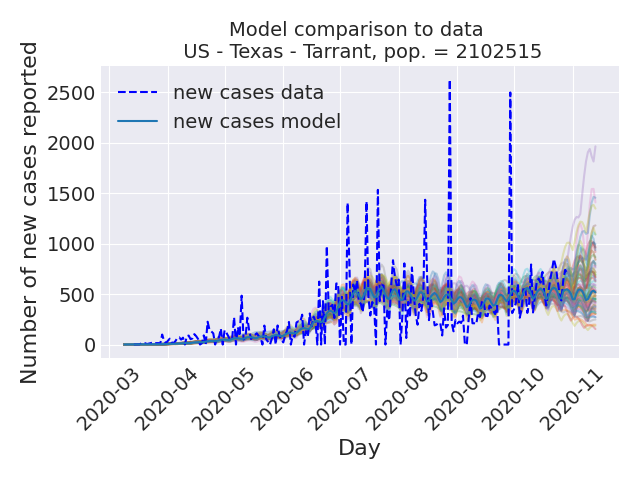 Model comparison to data
US - Texas - Tarrant, pop. = 2102515
Number of new cases reported
2500
2000
1500
1000
500
0
new cases data
new cases model
2020-03
2020-04
2020-05
2020-06
2020-07
2020-08
2020-09
2020-10
2020-11
Day